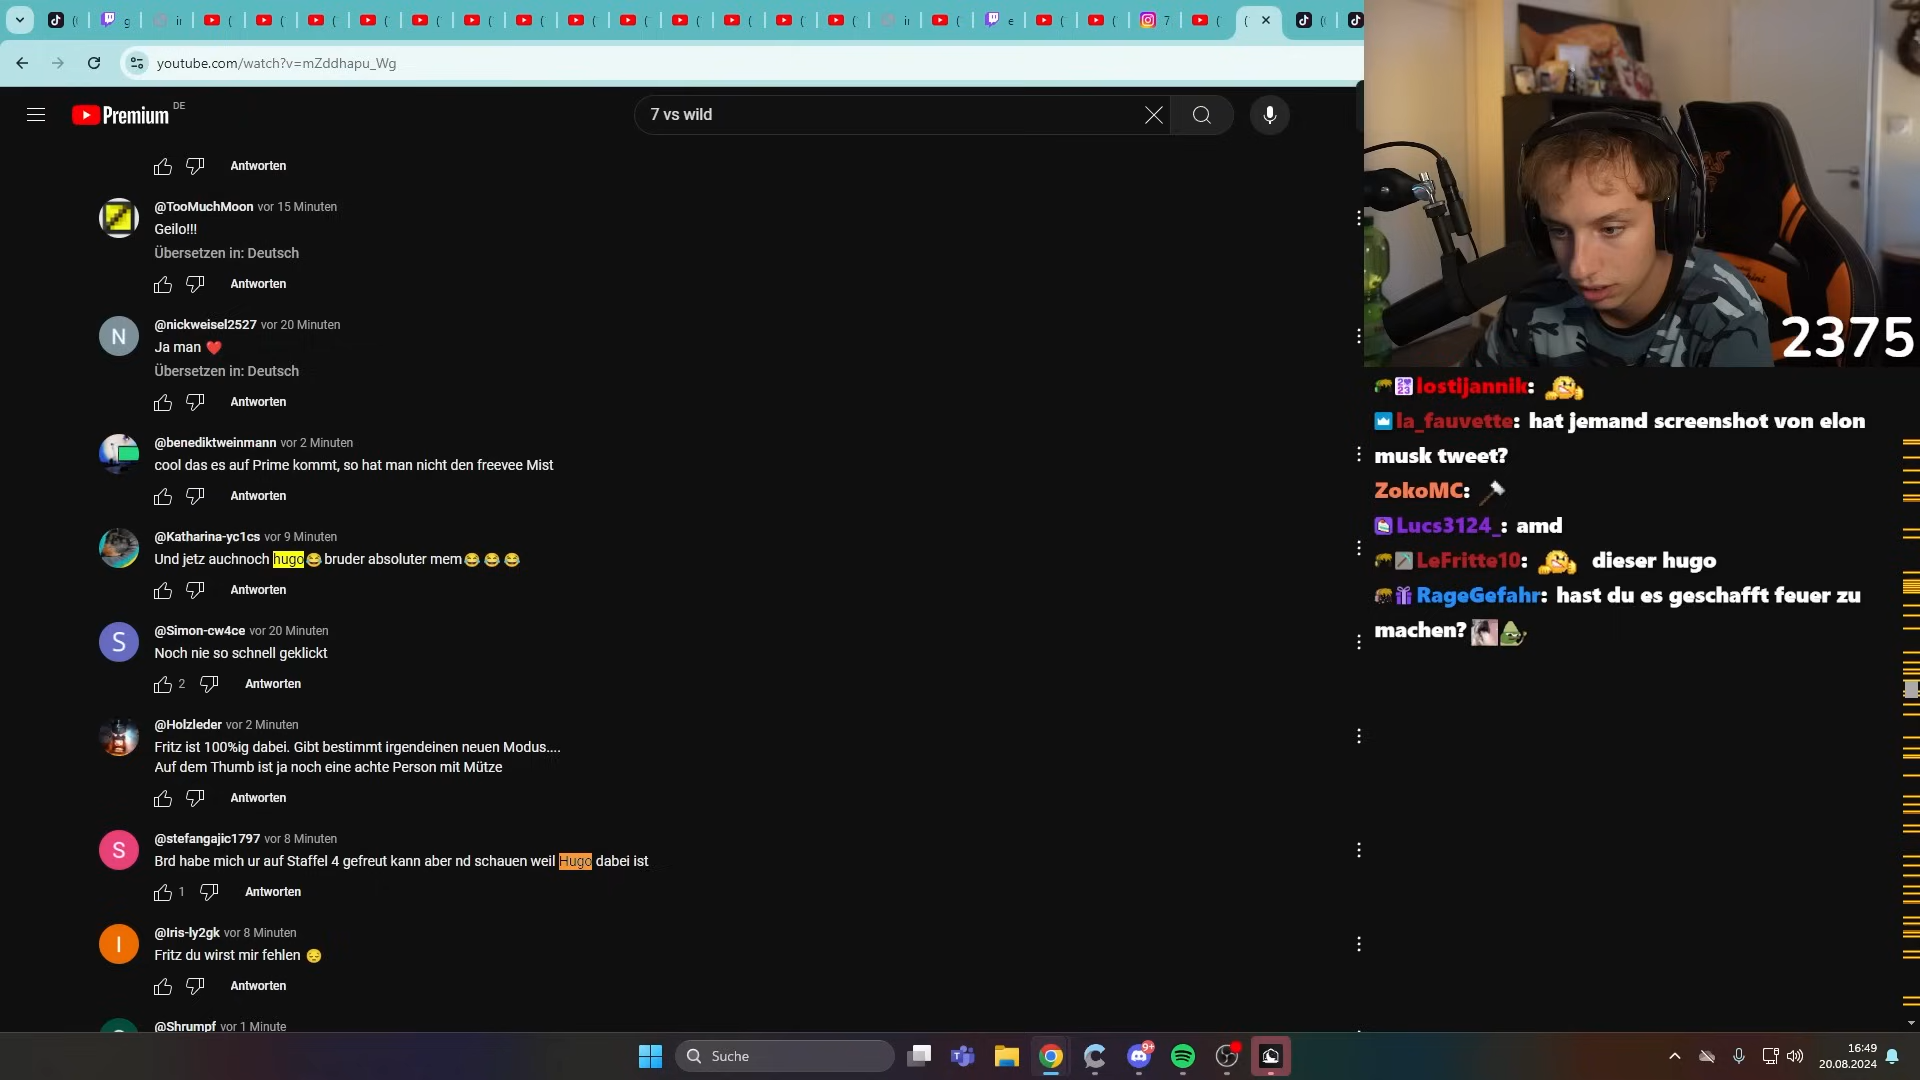 youtube.com/watch?v=mZddhapu_Wg
Premium DE
7 vs wild
Antworten
@TooMuchMoon vor 15 Minuten
Geilo!!!
Übersetzen in: Deutsch
Antworten
N
@nickweisel2527 vor 20 Minuten
Ja man ❤️
Übersetzen in: Deutsch
Antworten
@benediktweinmann vor 2 Minuten
cool das es auf Prime kommt, so hat man nicht den freevee Mist
Antworten
@Katharina-yc1cs vor 9 Minuten
Und jetz auchnoch hugo😂 bruder absoluter mem😂 😂 😂
Antworten
S
@Simon-cw4ce vor 20 Minuten
Noch nie so schnell geklickt
2 Antworten
@Holzleder vor 2 Minuten
Fritz ist 100%ig dabei. Gibt bestimmt irgendeinen neuen Modus....
Auf dem Thumb ist ja noch eine achte Person mit Mütze
Antworten
S
@stefangajic1797 vor 8 Minuten
Brd habe mich ur auf Staffel 4 gefreut kann aber nd schauen weil Hugo dabei ist
1 Antworten
I
@Iris-ly2gk vor 8 Minuten
Fritz du wirst mir fehlen 😔
Antworten
@Shrumpf vor 1 Minute
2375
lostijannik:
la_fauvette: hat jemand screenshot von elon
musk tweet?
ZokoMC:
Lucs3124_: amd
LeFritte10: dieser hugo
RageGefahr: hast du es geschafft feuer zu
machen?
Suche
9+
16:49
20.08.2024